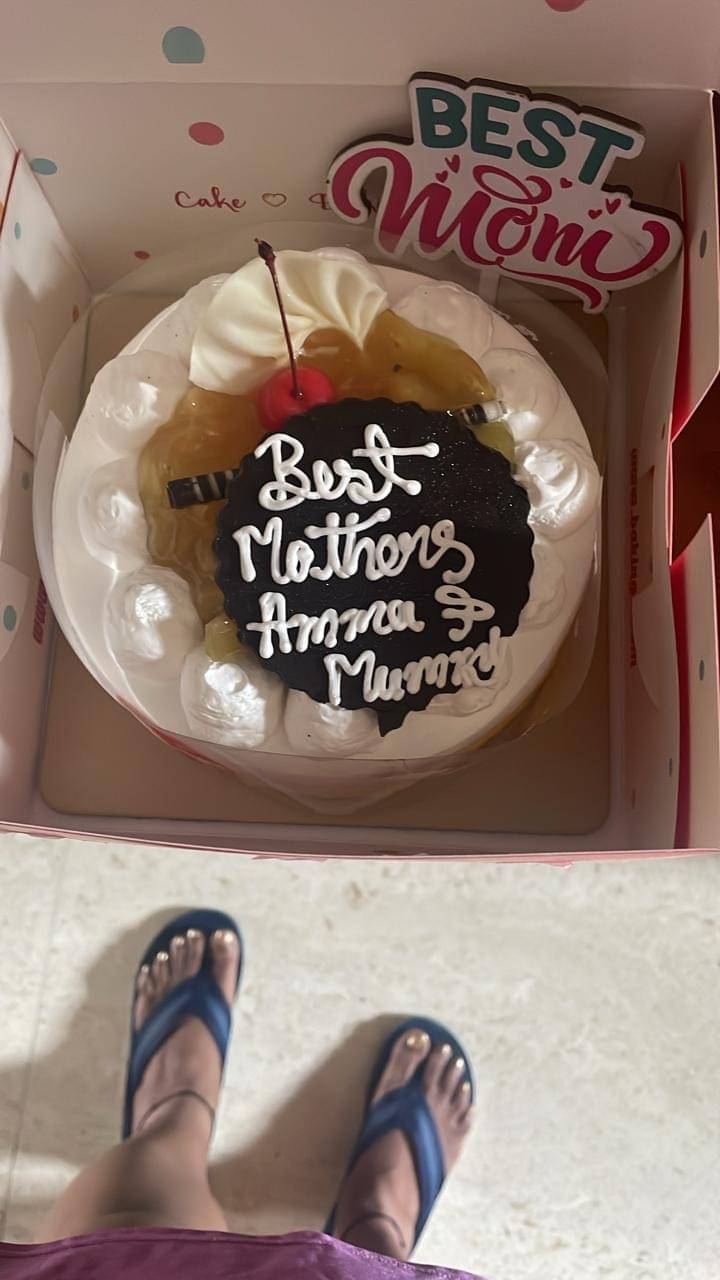 BEST
Mom
Cake ♡
Best
Mothers
Amma &
Mummy